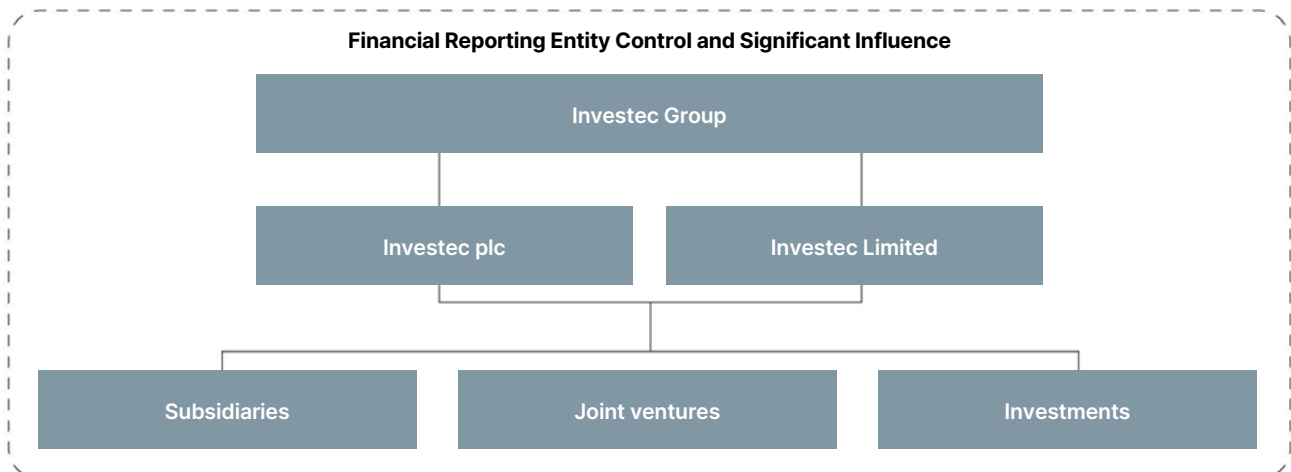 Financial Reporting Entity Control and Significant Influence
Investec Group
Investec plc
Investec Limited
Subsidiaries
Joint ventures
Investments